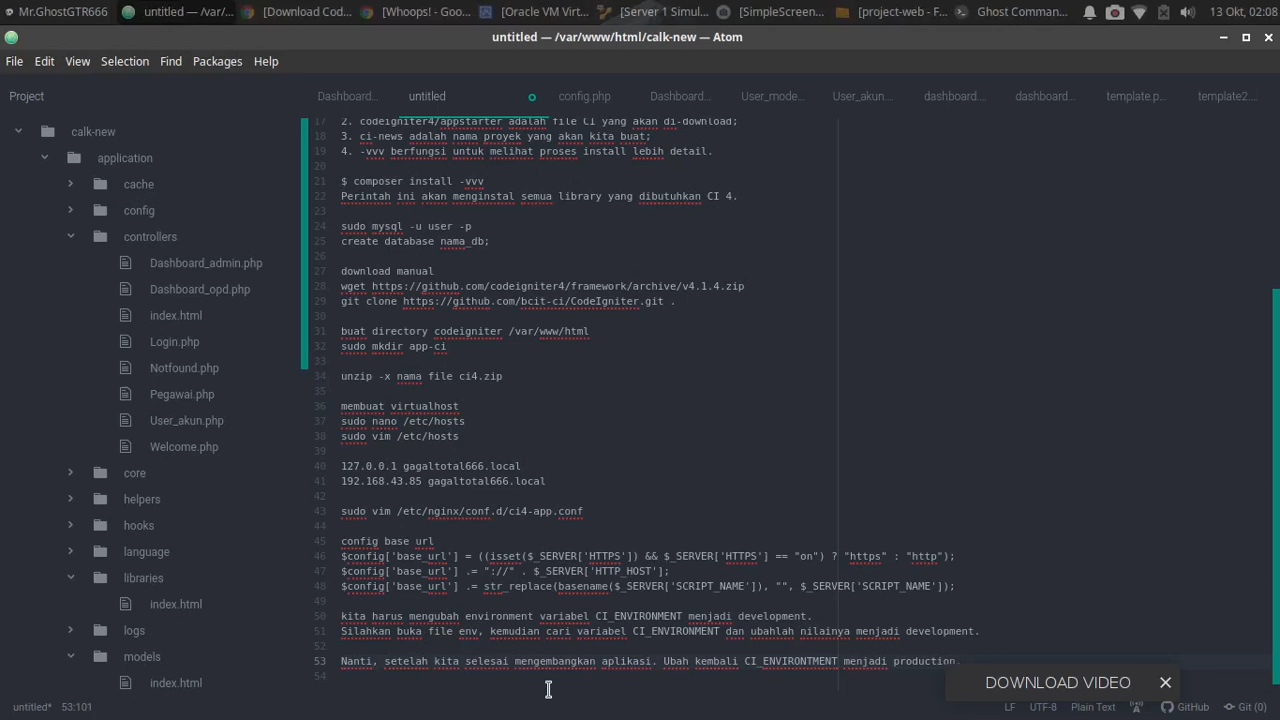 Mr.GhostGTR666
untitled — /var/...
[Download Cod...
[Whoops! - Goo...
[Oracle VM Virt...
[Server 1 Simul...
[SimpleScreen...
[project-web - F...
Ghost Comman...
13 Okt, 02:08
untitled — /var/www/html/calk-new — Atom
File Edit View Selection Find Packages Help
Project
Dashboard...
untitled
config.php
Dashboard...
User_mode...
User_akun...
dashboard...
dashboard...
template.p...
template2....
calk-new
application
cache
config
controllers
Dashboard_admin.php
Dashboard_opd.php
index.html
Login.php
Notfound.php
Pegawai.php
User_akun.php
Welcome.php
core
helpers
hooks
language
libraries
index.html
logs
models
index.html
17 2. codeigniter4/appstarter adalah file CI yang akan di-download;
18 3. ci-news adalah nama proyek yang akan kita buat;
19 4. -vvv berfungsi untuk melihat proses install lebih detail.
20
21 $ composer install -vvv
22 Perintah ini akan menginstal semua library yang dibutuhkan CI 4.
23
24 sudo mysql -u user -p
25 create database nama_db;
26
27 download manual
28 wget https://github.com/codeigniter4/framework/archive/v4.1.4.zip
29 git clone https://github.com/bcit-ci/CodeIgniter.git .
30
31 buat directory codeigniter /var/www/html
32 sudo mkdir app-ci
33
34 unzip -x nama file ci4.zip
35
36 membuat virtualhost
37 sudo nano /etc/hosts
38 sudo vim /etc/hosts
39
40 127.0.0.1 gagaltotal666.local
41 192.168.43.85 gagaltotal666.local
42
43 sudo vim /etc/nginx/conf.d/ci4-app.conf
44
45 config base url
46 $config['base_url'] = ((isset($_SERVER['HTTPS']) && $_SERVER['HTTPS'] == "on") ? "https" : "http");
47 $config['base_url'] .= "://" . $_SERVER['HTTP_HOST'];
48 $config['base_url'] .= str_replace(basename($_SERVER['SCRIPT_NAME']), "", $_SERVER['SCRIPT_NAME']);
49
50 kita harus mengubah environment variabel CI_ENVIRONMENT menjadi development.
51 Silahkan buka file env, kemudian cari variabel CI_ENVIRONMENT dan ubahlah nilainya menjadi development.
52
53 Nanti, setelah kita selesai mengembangkan aplikasi. Ubah kembali CI_ENVIRONTMENT menjadi production.
54
DOWNLOAD VIDEO
untitled* 53:101
LF UTF-8 Plain Text GitHub Git (0)